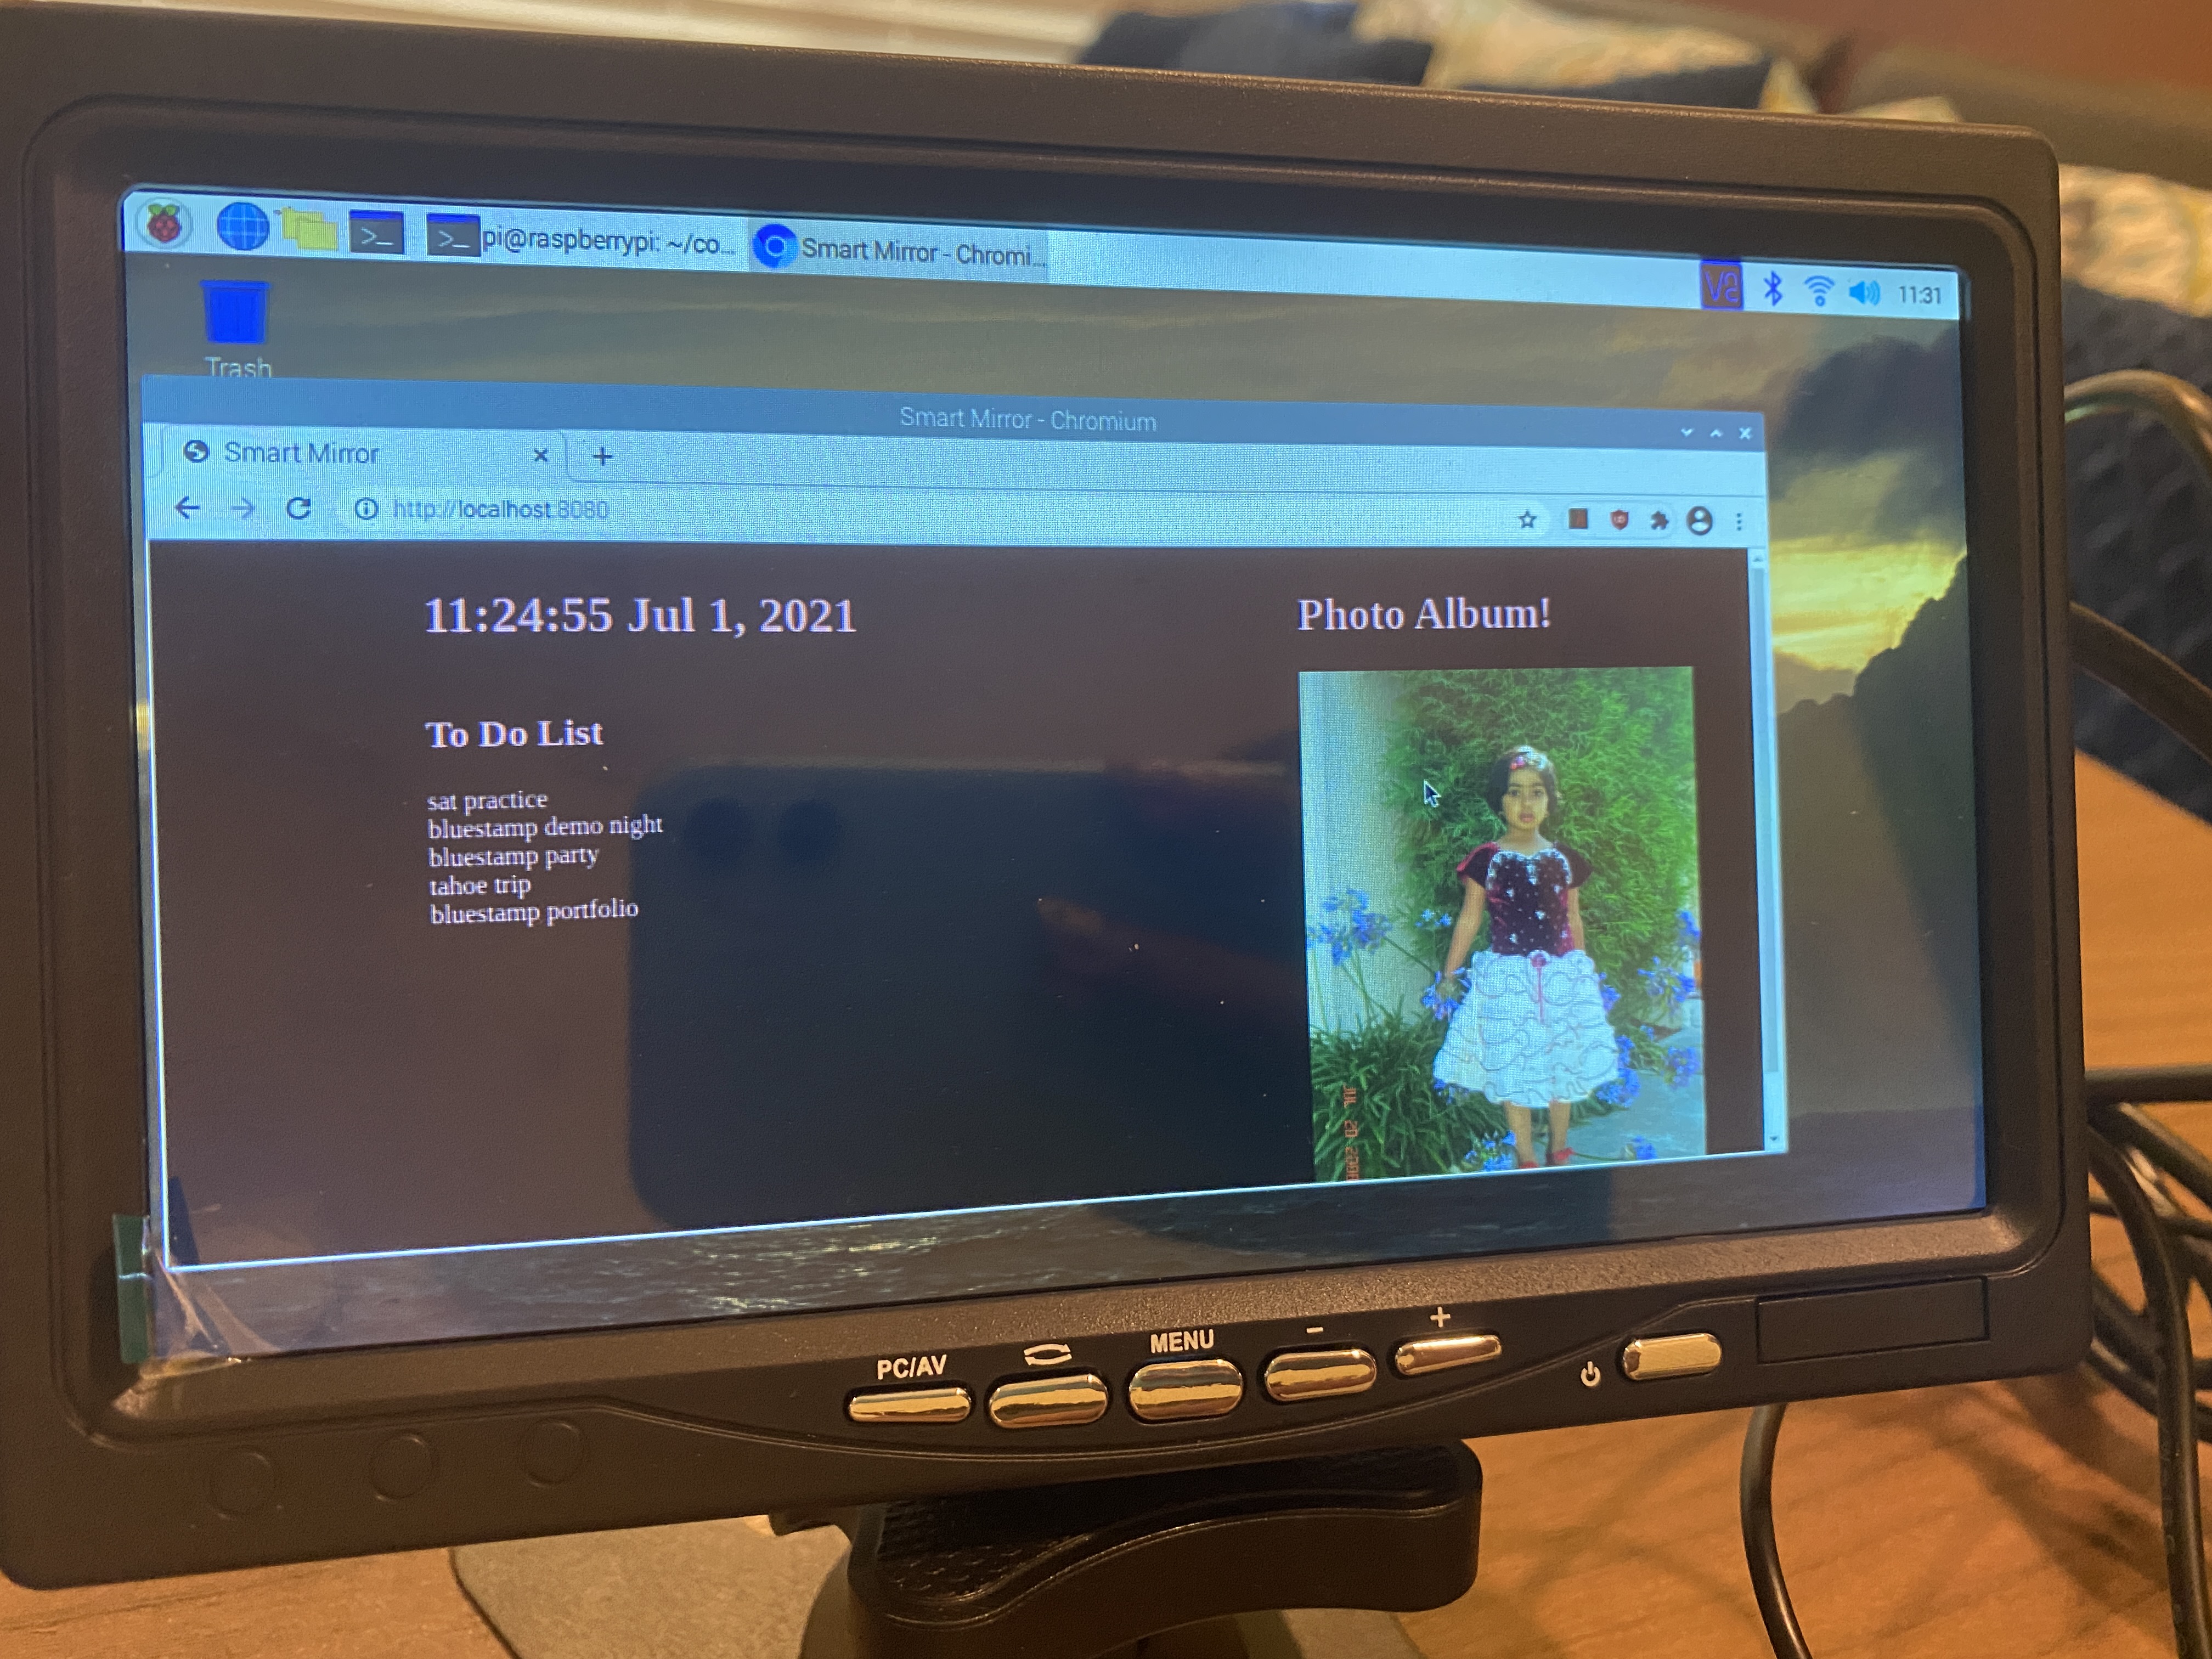 pi@raspberrypi: ~/co...
Smart Mirror - Chromi...
11:31
Trash
Smart Mirror - Chromium
Smart Mirror
http://localhost:8080
11:24:55 Jul 1, 2021
Photo Album!
To Do List
sat practice
bluestamp demo night
bluestamp party
tahoe trip
bluestamp portfolio
JUL 20
PC/AV
MENU
-
+